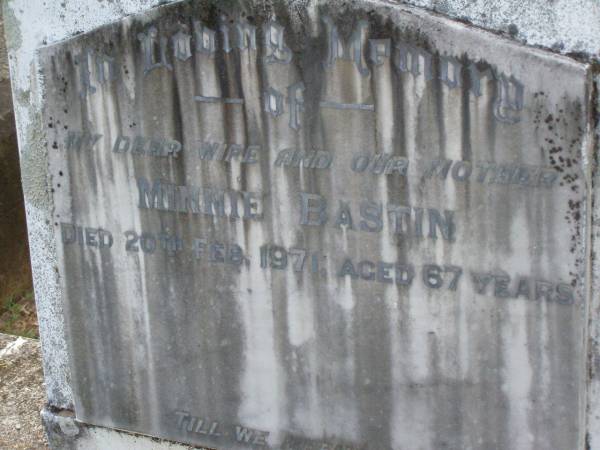 In Loving Memory
— of —
MY DEAR WIFE AND OUR MOTHER
MINNIE BASTIN
DIED 20TH FEB. 1971, AGED 67 YEARS
TILL WE